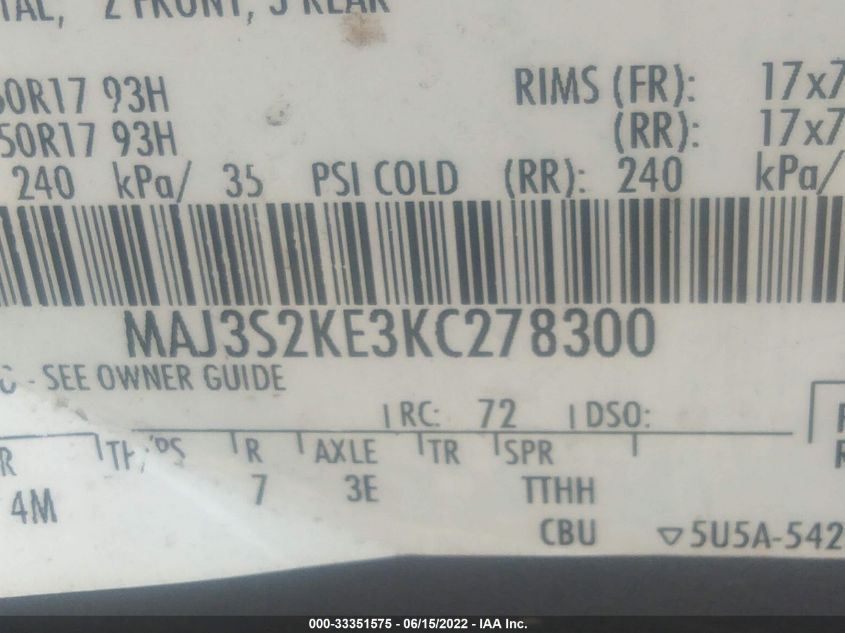 2 FRONT, 3 REAR
50R17 93H RIMS (FR): 17x7
50R17 93H (RR): 17x7
240 kPa/ 35 PSI COLD (RR): 240 kPa/
MAJ3S2KE3KC278300
- SEE OWNER GUIDE
RC: 72 DSO:
R R AXLE TR SPR
4M 7 3E TTHH
CBU ▽5U5A-542
000-33351575 - 06/15/2022 - IAA Inc.